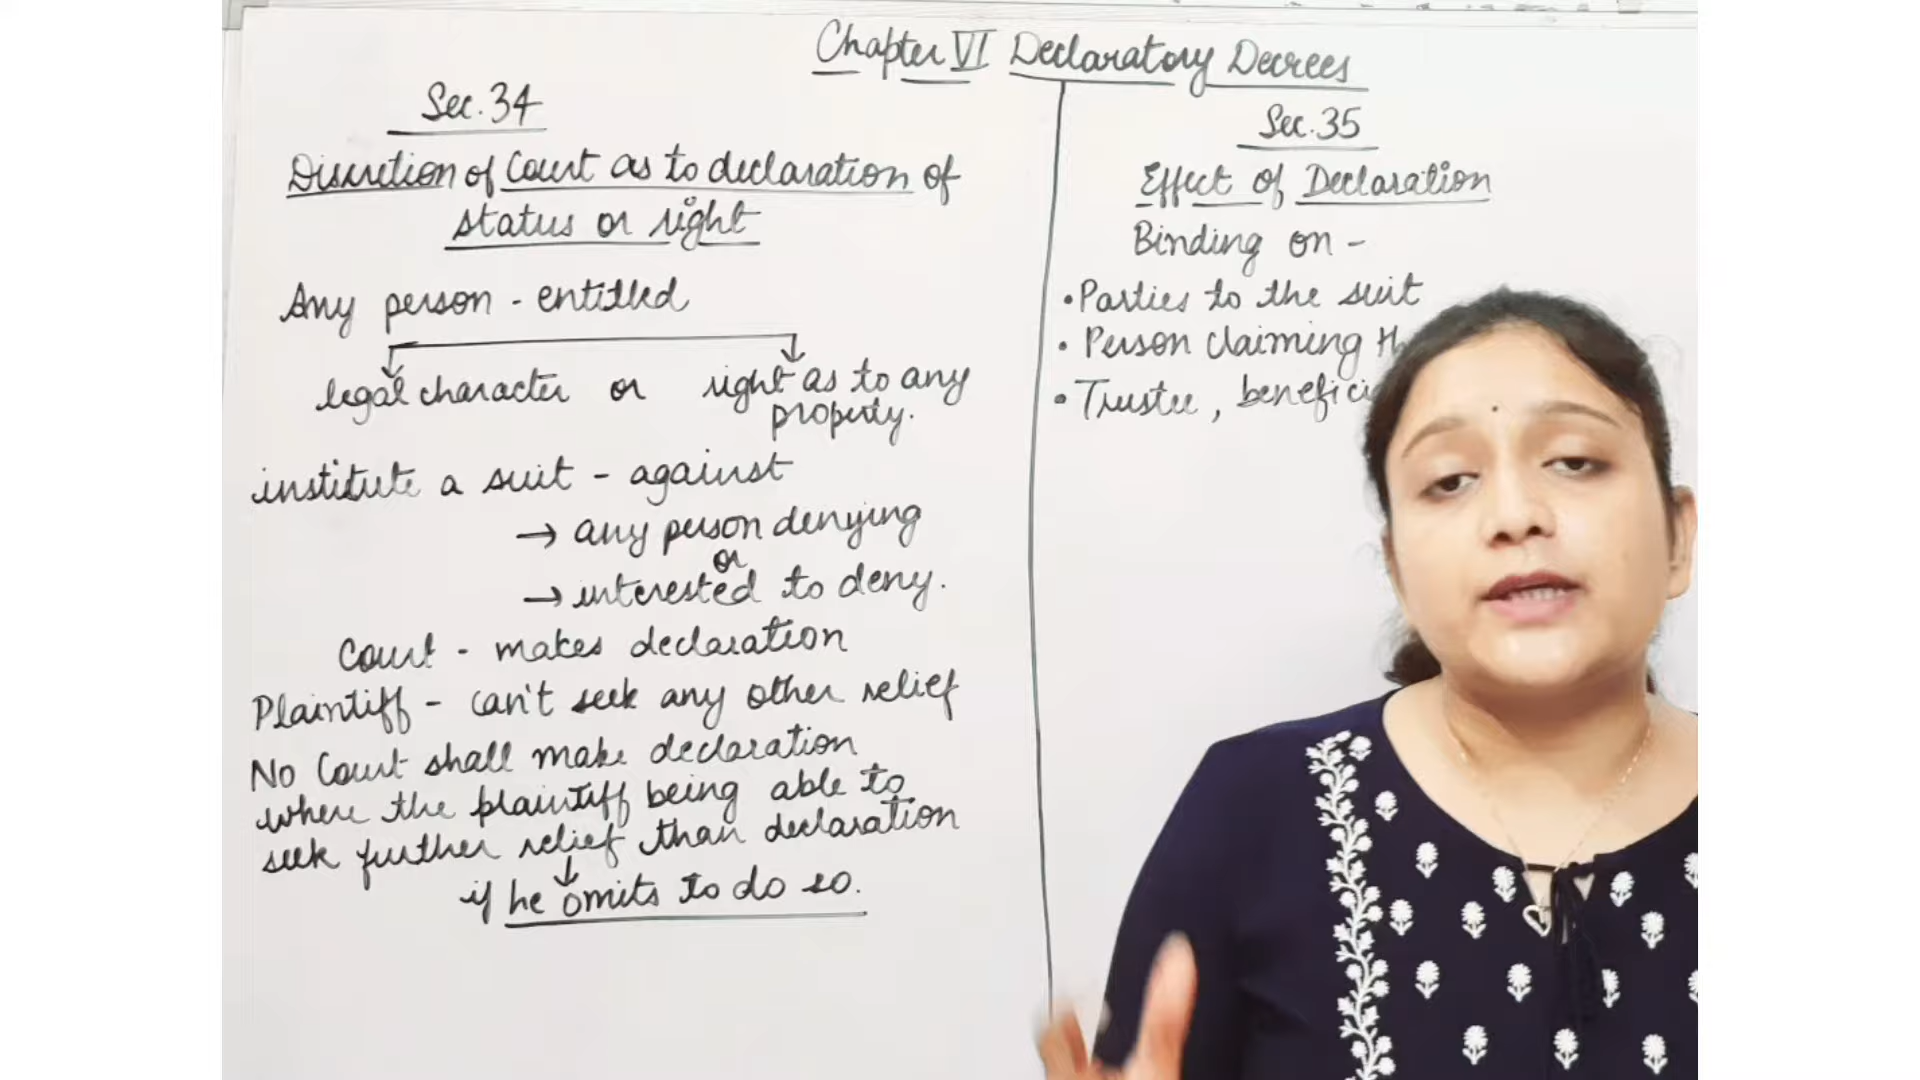 Chapter VI Declaratory Decrees
Sec. 34
Discretion of Court as to declaration of
status or right
Any person - entitled
legal character or right as to any
property.
institute a suit - against
→ any person denying
or
→ interested to deny.
Court - makes declaration
Plaintiff - can't seek any other relief
No Court shall make declaration
where the plaintiff being able to
seek further relief than declaration
↓
if he omits to do so.
Sec. 35
Effect of Declaration
Binding on -
• Parties to the suit
• Person claiming
• Trustee,